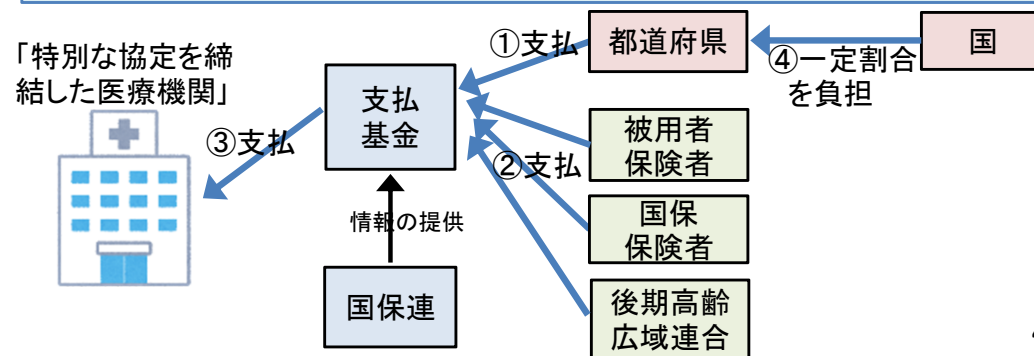 「特別な協定を締
結した医療機関」
③支払
支払
基金
情報の提供
国保連
①支払
②支払
都道府県
④一定割合
を負担
国
被用者
保険者
国保
保険者
後期高齢
広域連合